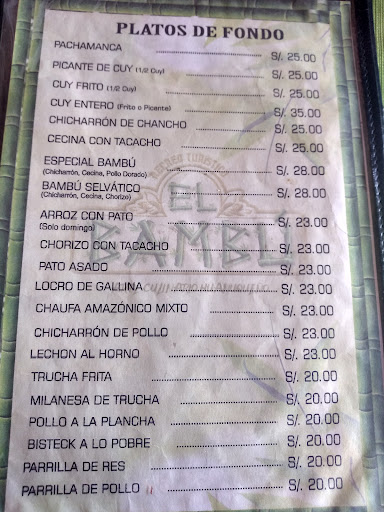 PLATOS DE FONDO
PACHAMANCA S/. 25.00
PICANTE DE CUY (1/2 Cuy) S/. 25.00
CUY FRITO (1/2 Cuy) S/. 25.00
CUY ENTERO (Frito o Picante) S/. 35.00
CHICHARRÓN DE CHANCHO S/. 25.00
CECINA CON TACACHO S/. 25.00
ESPECIAL BAMBÚ S/. 28.00
(Chicharrón, Cecina, Pollo Dorado)
BAMBÚ SELVÁTICO S/. 28.00
(Chicharrón, Cecina, Chorizo)
EL
ARROZ CON PATO S/. 23.00
(Solo domingo)
BAMBÚ
CHORIZO CON TACACHO S/. 23.00
PATO ASADO S/. 23.00
LOCRO DE GALLINA S/. 23.00
CHAUFA AMAZÓNICO MIXTO S/. 23.00
CHICHARRÓN DE POLLO S/. 23.00
LECHON AL HORNO S/. 23.00
TRUCHA FRITA S/. 20.00
MILANESA DE TRUCHA S/. 20.00
POLLO A LA PLANCHA S/. 20.00
BISTECK A LO POBRE S/. 20.00
PARRILLA DE RES S/. 20.00
PARRILLA DE POLLO S/. 20.00